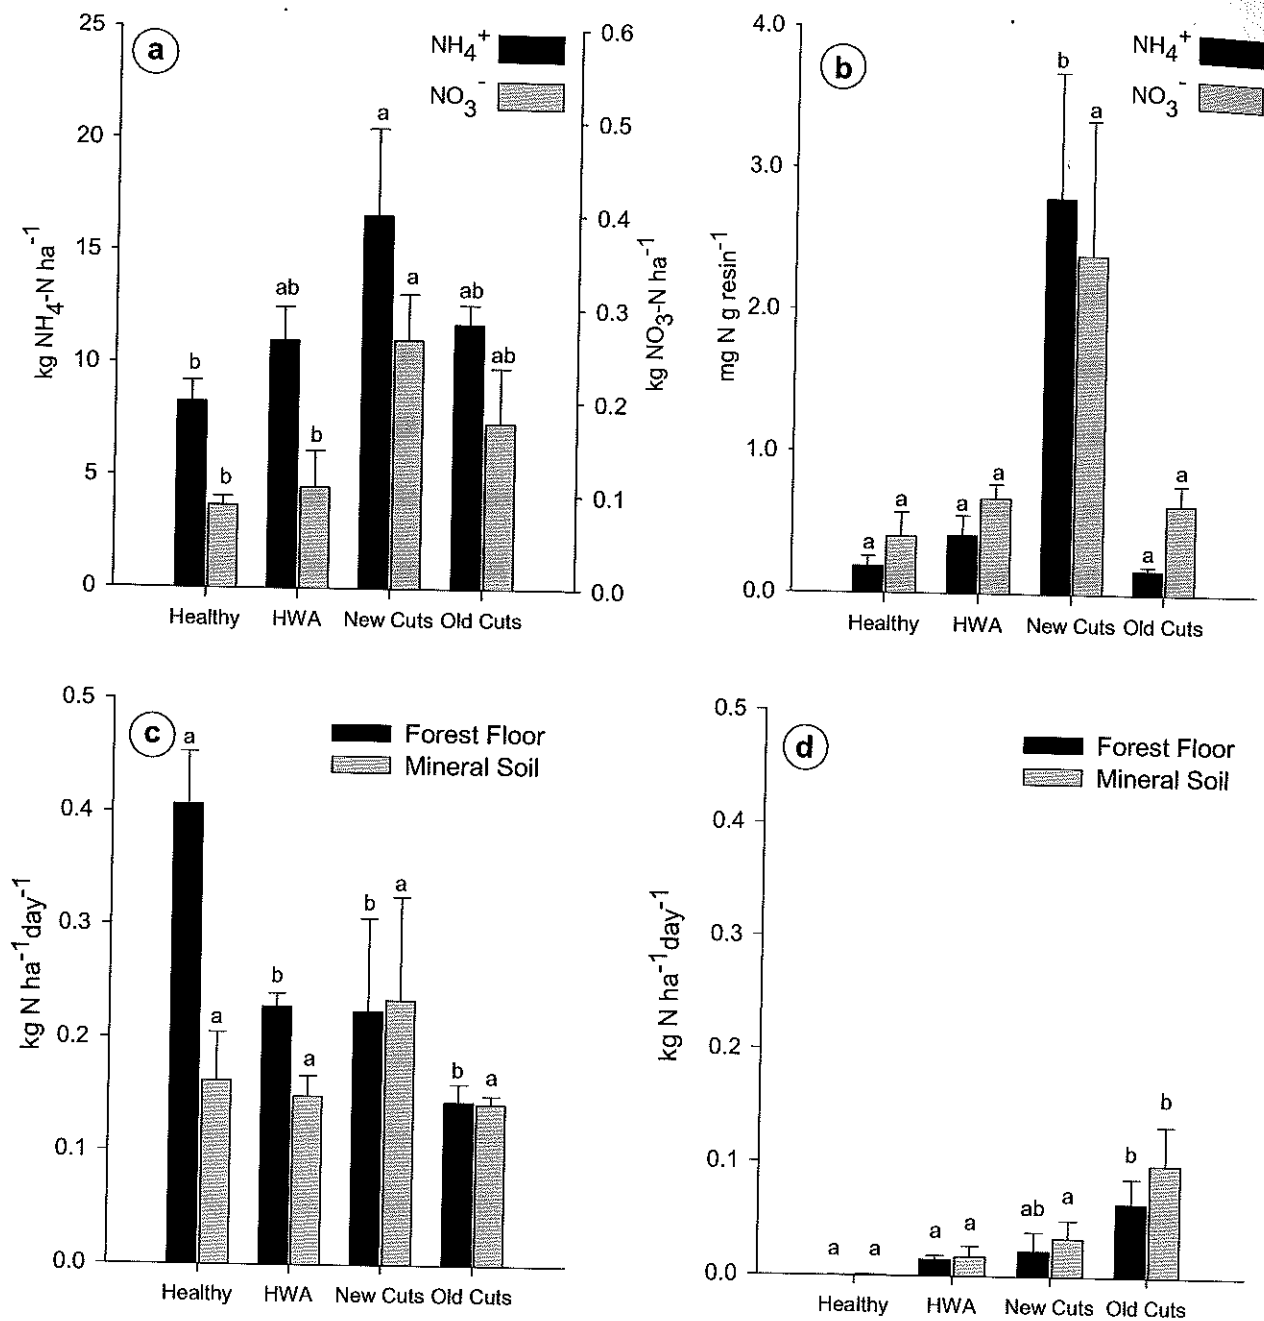 a
NH4+
NO3-
25
20
15
10
5
0
kg NH4-N ha-1
0.6
0.5
0.4
0.3
0.2
0.1
0.0
kg NO3-N ha-1
b
b
ab
b
a
a
ab
ab
Healthy
HWA
New Cuts
Old Cuts
b
NH4+
NO3-
4.0
3.0
2.0
1.0
0.0
mg N g resin-1
a
a
a
a
b
a
a
a
Healthy
HWA
New Cuts
Old Cuts
c
Forest Floor
Mineral Soil
0.5
0.4
0.3
0.2
0.1
0.0
kg N ha-1day-1
a
a
b
a
b
a
b
a
Healthy
HWA
New Cuts
Old Cuts
d
Forest Floor
Mineral Soil
0.5
0.4
0.3
0.2
0.1
0.0
kg N ha-1day-1
a
a
a
a
ab
a
b
b
Healthy
HWA
New Cuts
Old Cuts